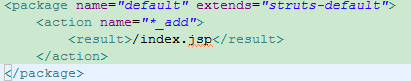 <package name="default" extends="struts-default">
<action name="*_add">
<result>/index.jsp</result>
</action>
</package>